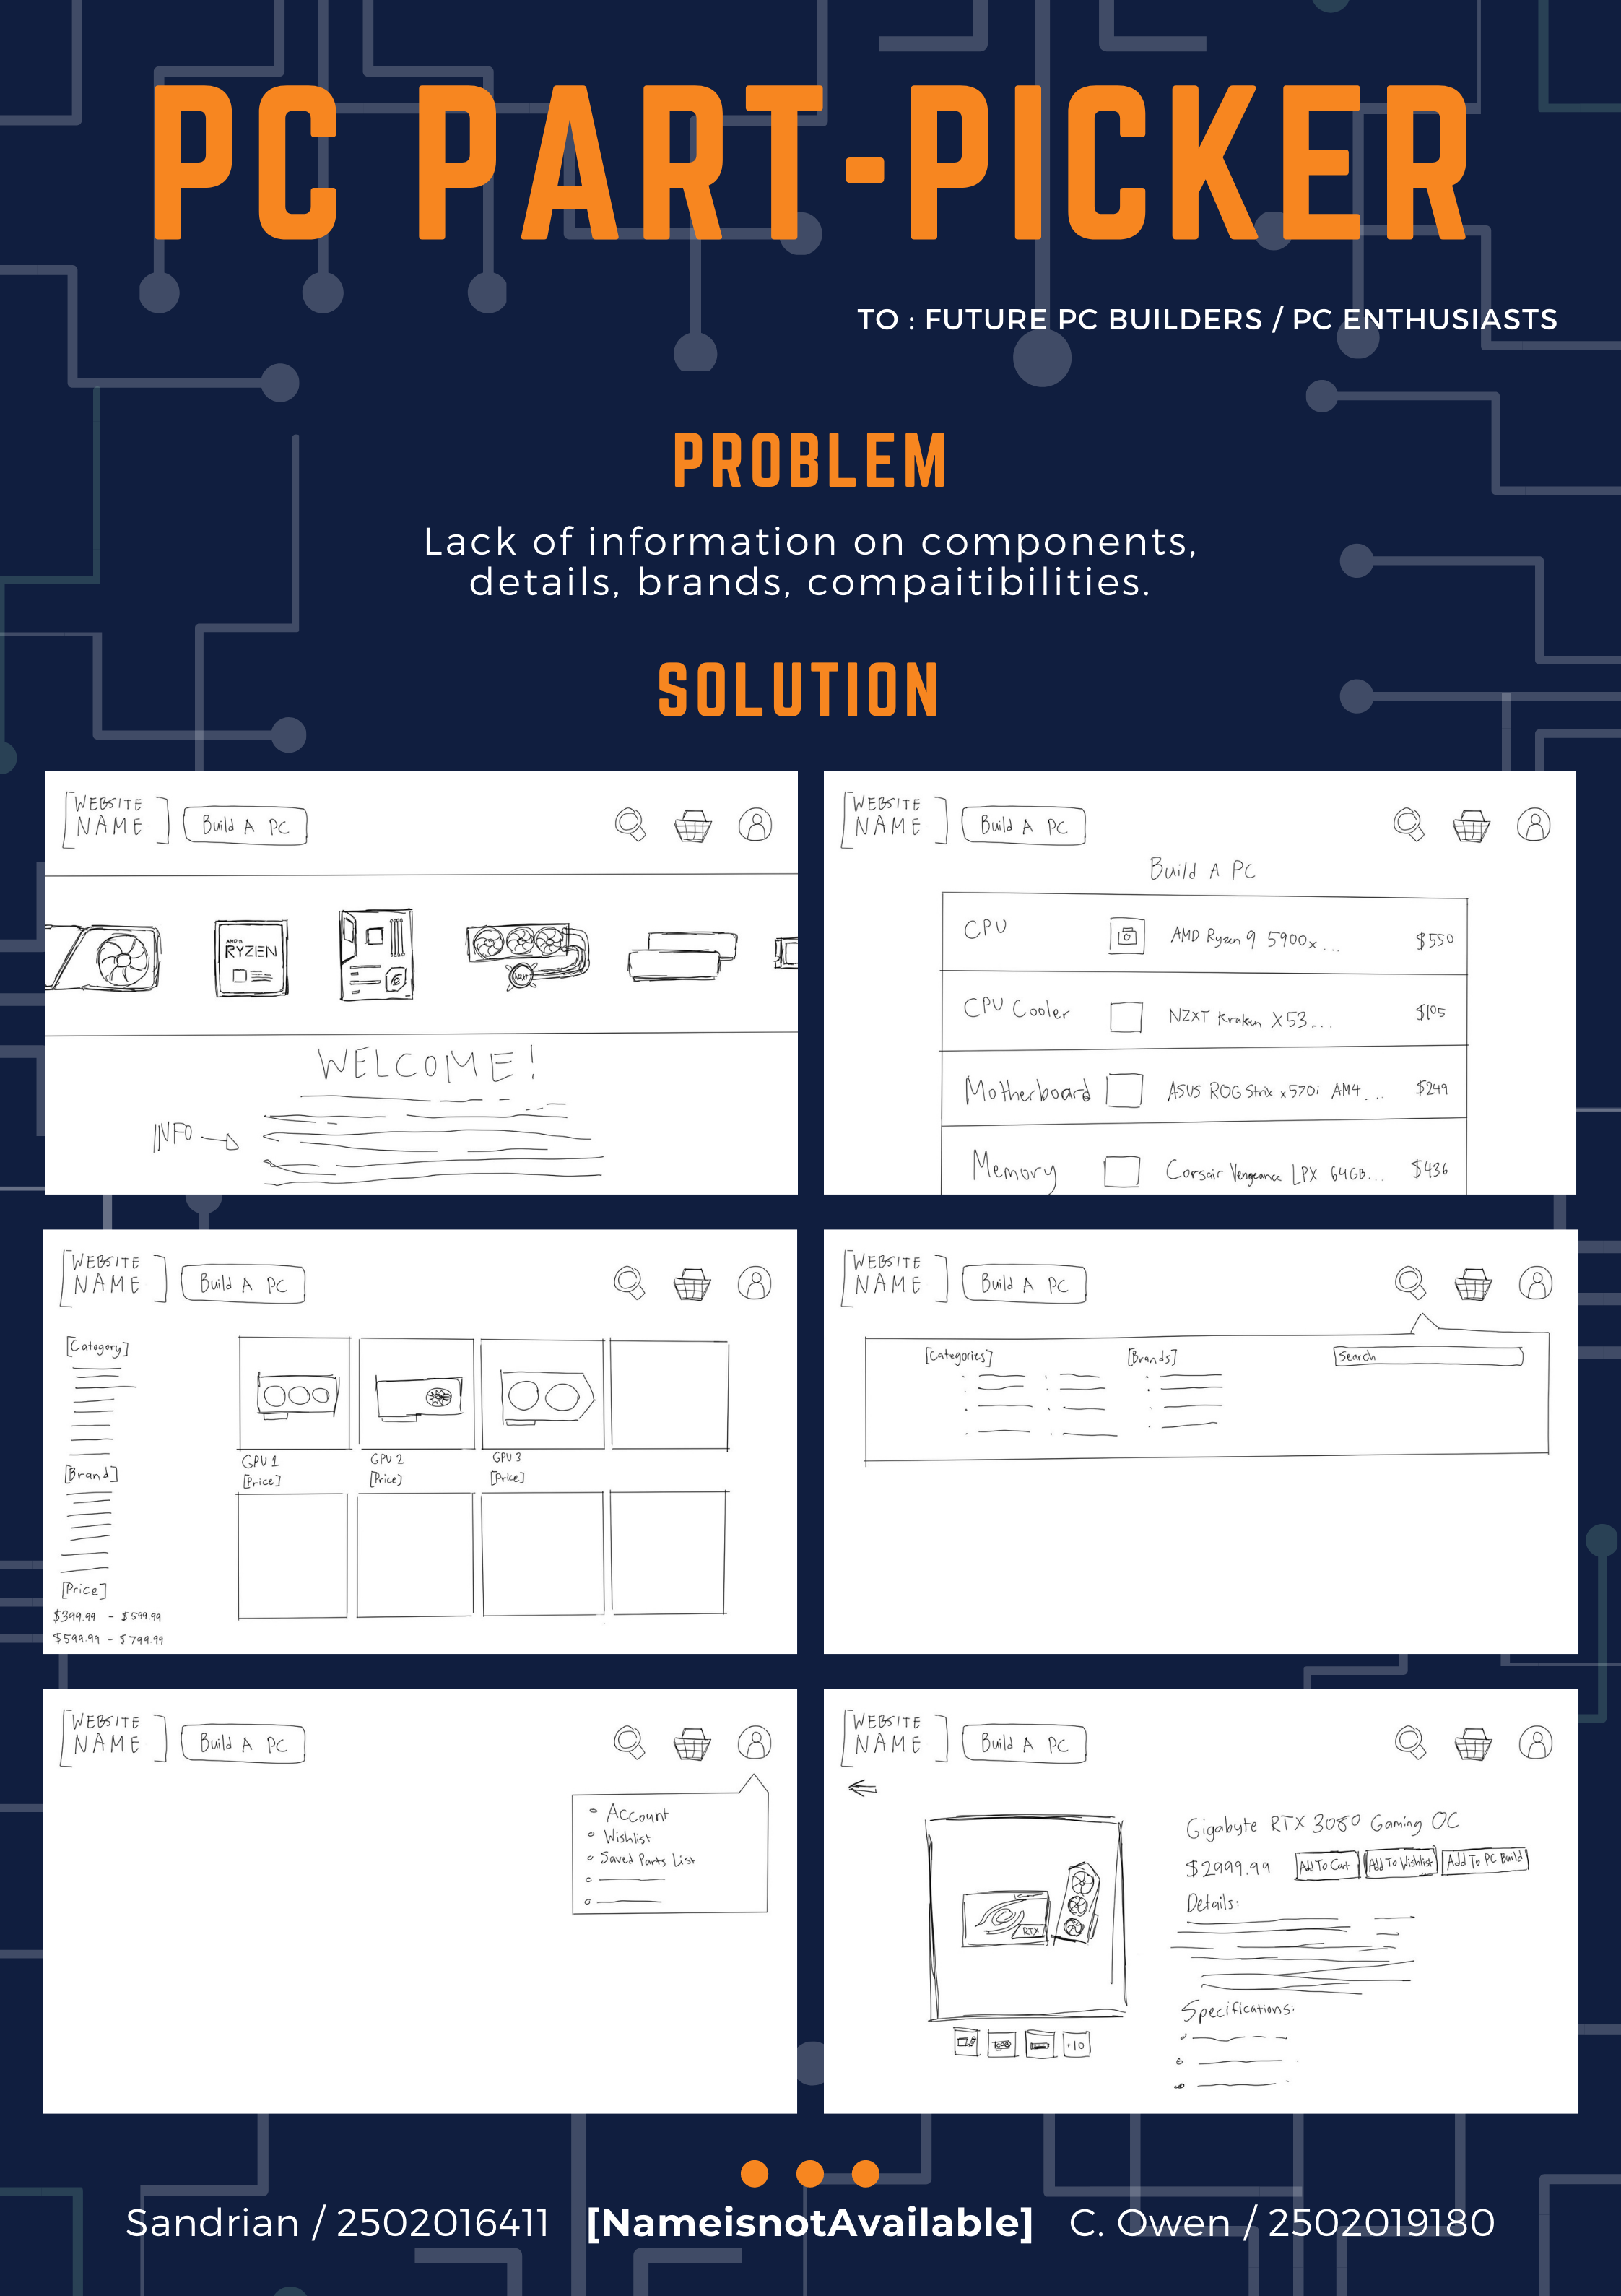 PC PART-PICKER
TO : FUTURE PC BUILDERS / PC ENTHUSIASTS
PROBLEM
Lack of information on components,
details, brands, compaitibilities.
SOLUTION
[WEBSITE
NAME]
Build A PC
AMD
RYZEN
NZXT
WELCOME!
INFO
[WEBSITE
NAME]
Build A PC
Build A PC
CPU AMD Ryzen 9 5900x... $550
CPU Cooler NZXT Kraken X53... $105
Motherboard ASUS ROG Strix x570i AM4... $249
Memory Corsair Vengeance LPX 64GB... $436
[WEBSITE
NAME]
Build A PC
[Category]
[Brand]
[Price]
$399.99 - $599.99
$599.99 - $799.99
GPU 1
[Price]
GPU 2
[Price]
GPU 3
[Price]
[WEBSITE
NAME]
Build A PC
[Categories]
[Brands]
Search
[WEBSITE
NAME]
Build A PC
Account
Wishlist
Saved Parts List
[WEBSITE
NAME]
Build A PC
RTX
+10
Gigabyte RTX 3080 Gaming OC
$2999.99 Add To Cart Add To Wishlist Add To PC Build
Details:
Specifications:
Sandrian / 2502016411 [NameisnotAvailable] C. Owen / 2502019180